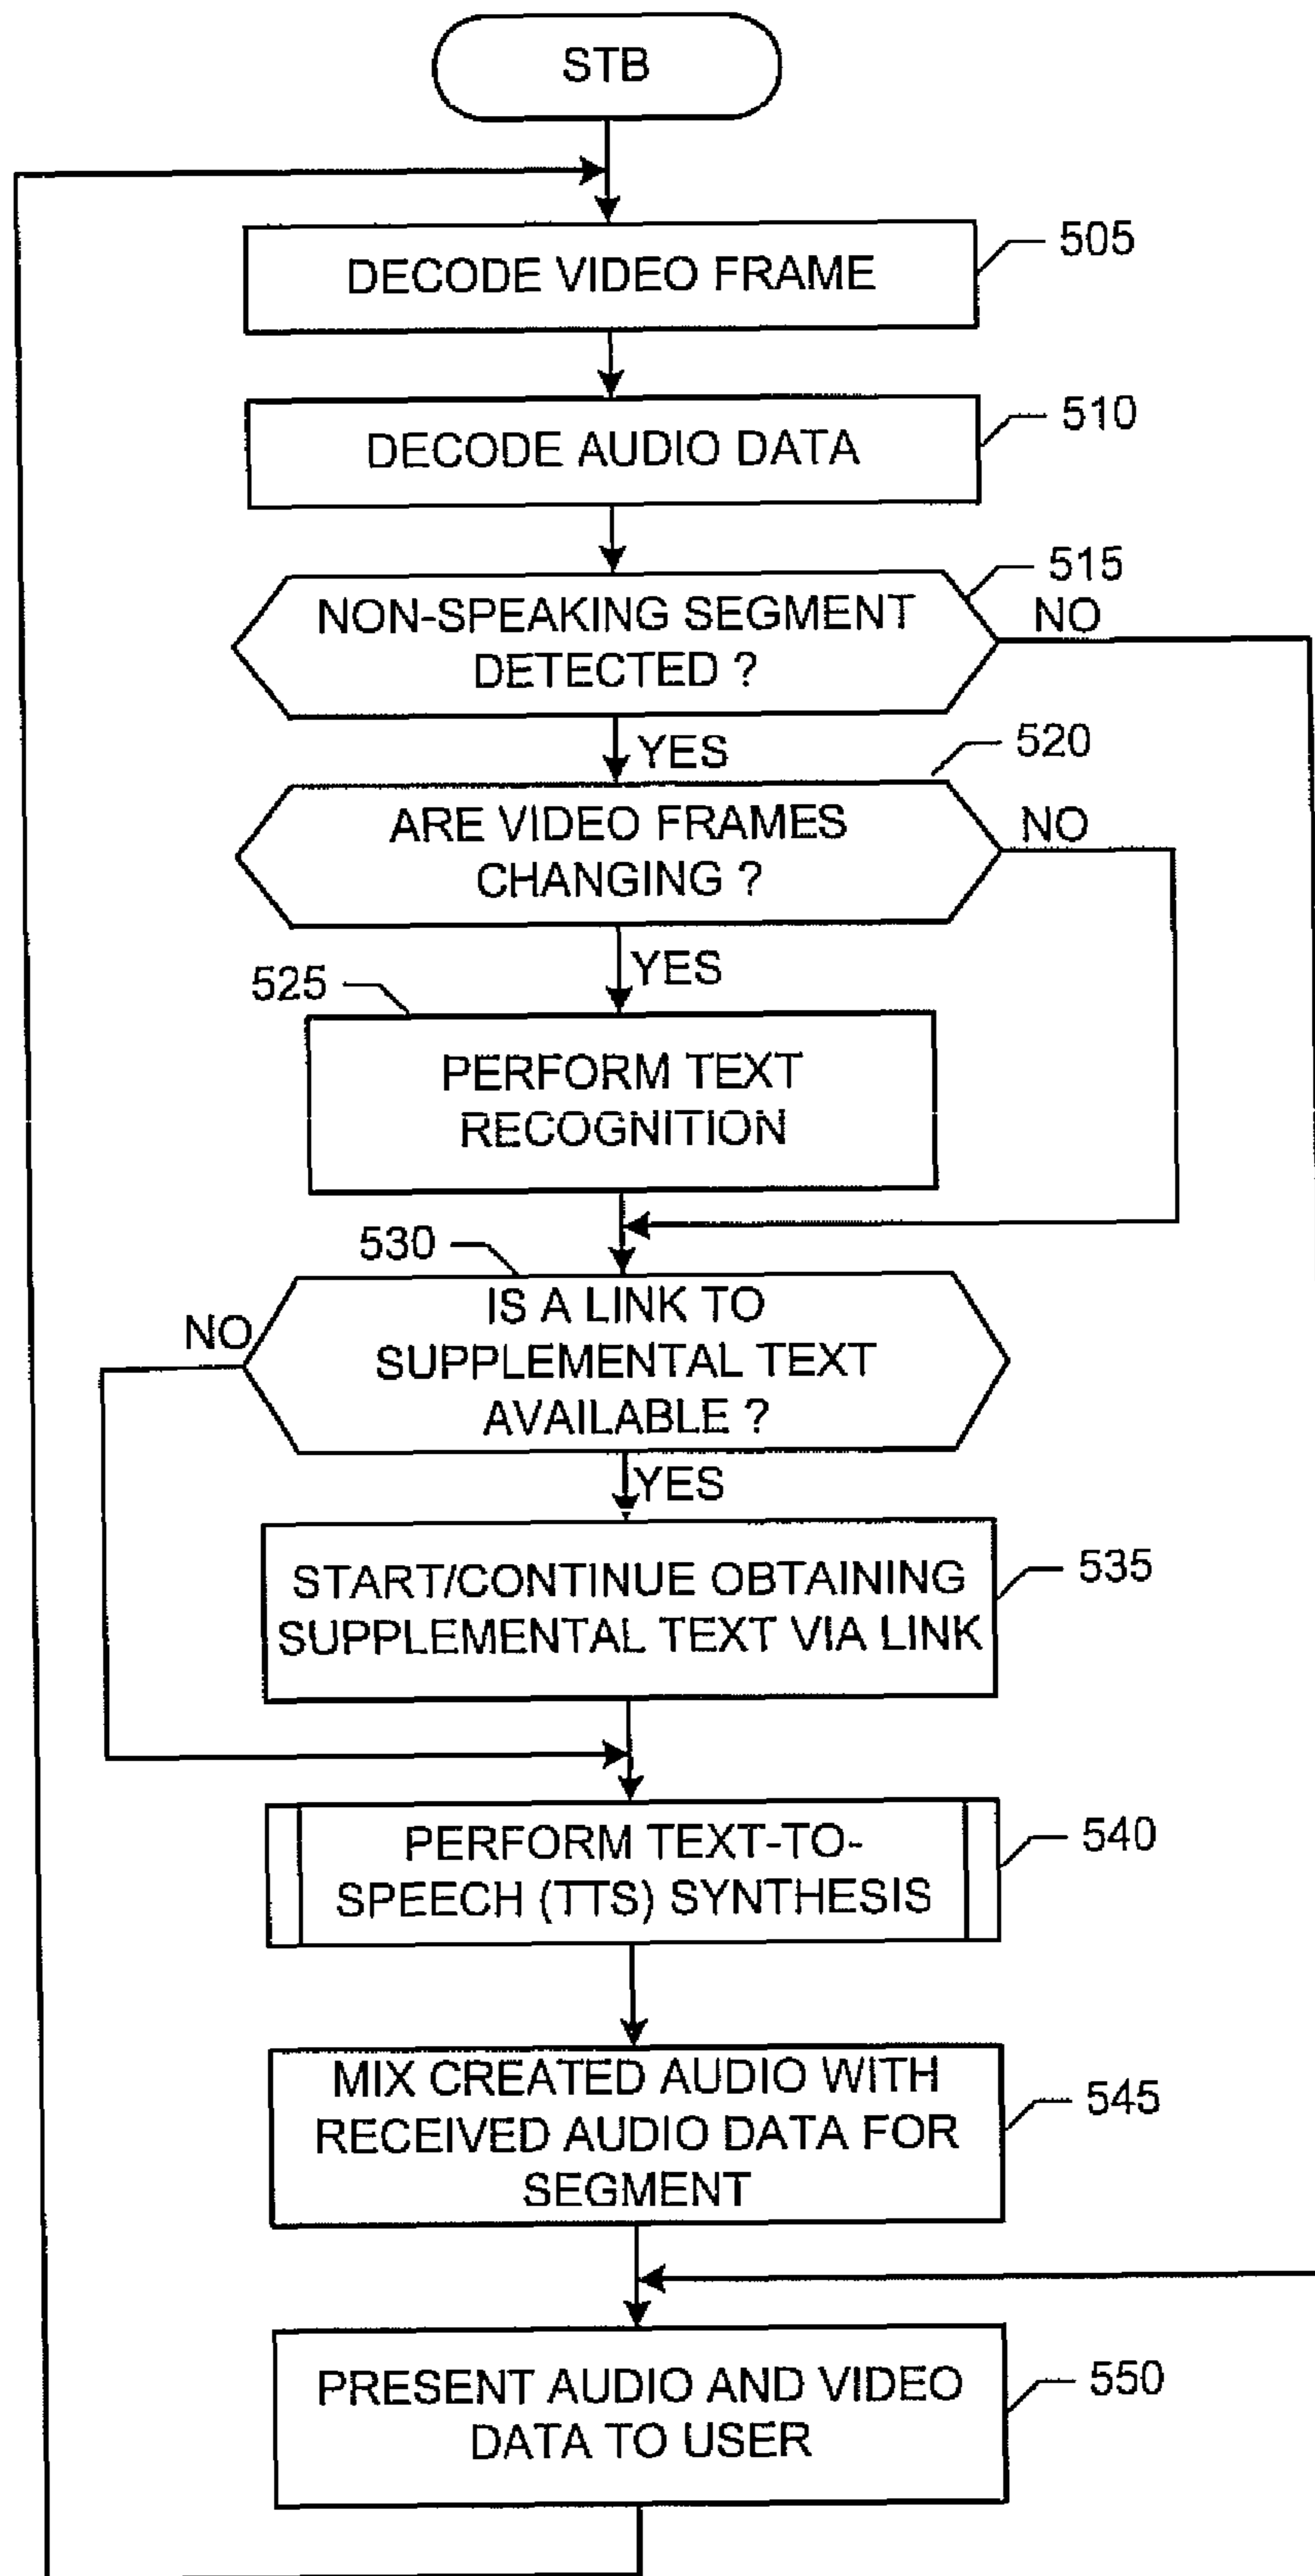 STB
DECODE VIDEO FRAME
505
DECODE AUDIO DATA
510
NON-SPEAKING SEGMENT
DETECTED ?
515
NO
YES
520
ARE VIDEO FRAMES
CHANGING ?
NO
YES
525
PERFORM TEXT
RECOGNITION
530
IS A LINK TO
SUPPLEMENTAL TEXT
AVAILABLE ?
NO
YES
START/CONTINUE OBTAINING
SUPPLEMENTAL TEXT VIA LINK
535
PERFORM TEXT-TO-
SPEECH (TTS) SYNTHESIS
540
MIX CREATED AUDIO WITH
RECEIVED AUDIO DATA FOR
SEGMENT
545
PRESENT AUDIO AND VIDEO
DATA TO USER
550